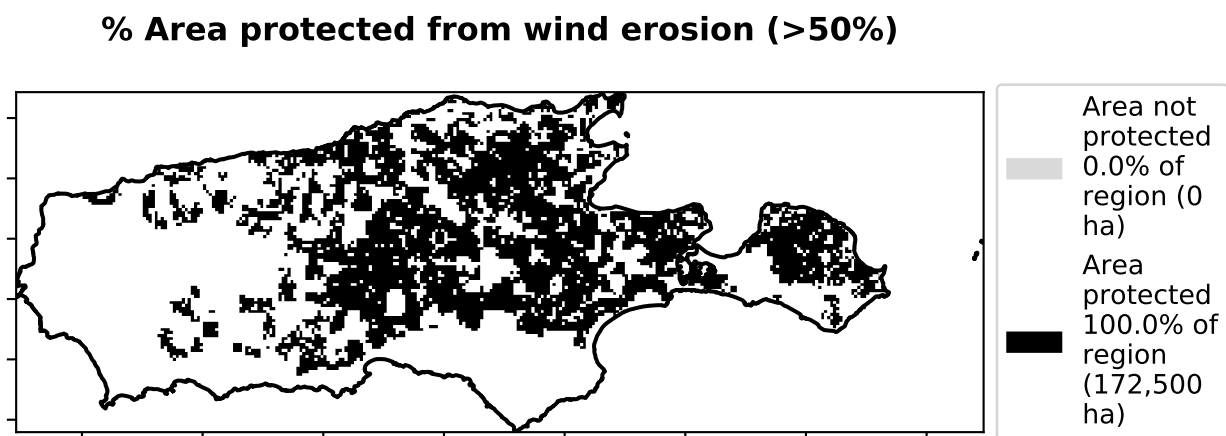 % Area protected from wind erosion (>50%)
Area not
protected
0.0% of
region (0
ha)
Area
protected
100.0% of
region
(172,500
ha)